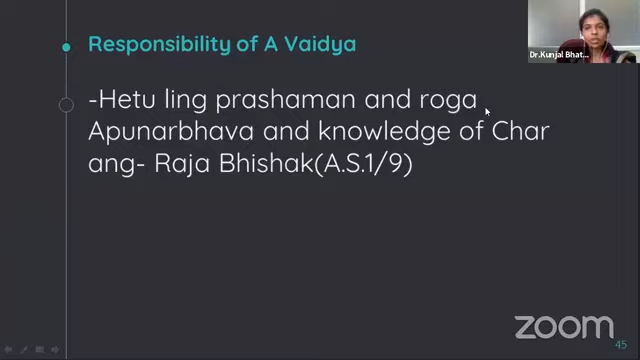 Responsibility of A Vaidya
Dr.Kunjal Bhat...
-Hetu ling prashaman and roga
Apunarbhava and knowledge of Char
ang- Raja Bhishak(A.S.1/9)
zoom
45